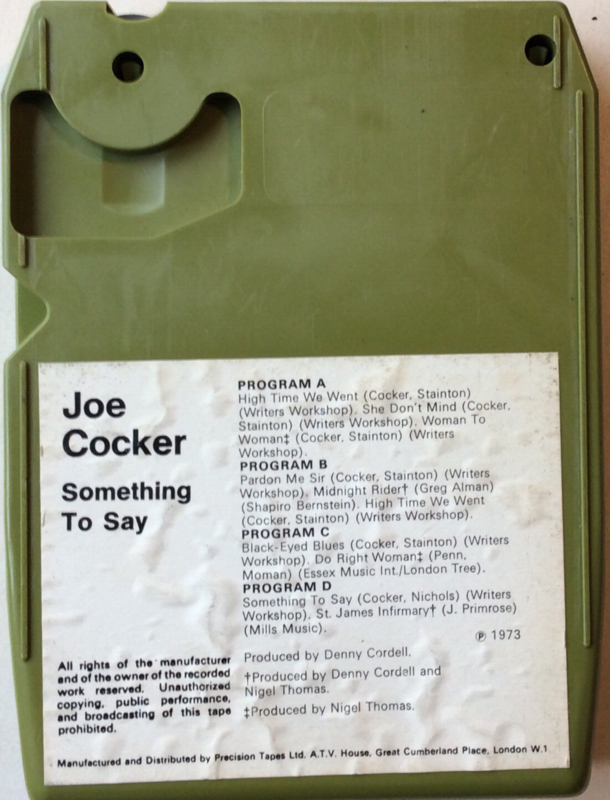 Joe
Cocker
Something
To Say
All rights of the manufacturer
and of the owner of the recorded
work reserved. Unauthorized
copying, public performance,
and broadcasting of this tape
prohibited.
PROGRAM A
High Time We Went (Cocker, Stainton)
(Writers Workshop). She Don't Mind (Cocker,
Stainton) (Writers Workshop). Woman To
Woman‡ (Cocker, Stainton) (Writers
Workshop).
PROGRAM B
Pardon Me Sir (Cocker, Stainton) (Writers
Workshop). Midnight Rider† (Greg Alman)
(Shapiro Bernstein). High Time We Went
(Cocker, Stainton) (Writers Workshop).
PROGRAM C
Black-Eyed Blues (Cocker, Stainton) (Writers
Workshop). Do Right Woman‡ (Penn,
Moman) (Essex Music Int./London Tree).
PROGRAM D
Something To Say (Cocker, Nichols) (Writers
Workshop). St. James Infirmary† (J. Primrose)
(Mills Music).
℗ 1973
Produced by Denny Cordell.
†Produced by Denny Cordell and
Nigel Thomas.
‡Produced by Nigel Thomas.
Manufactured and Distributed by Precision Tapes Ltd. A.T.V. House, Great Cumberland Place, London W.1